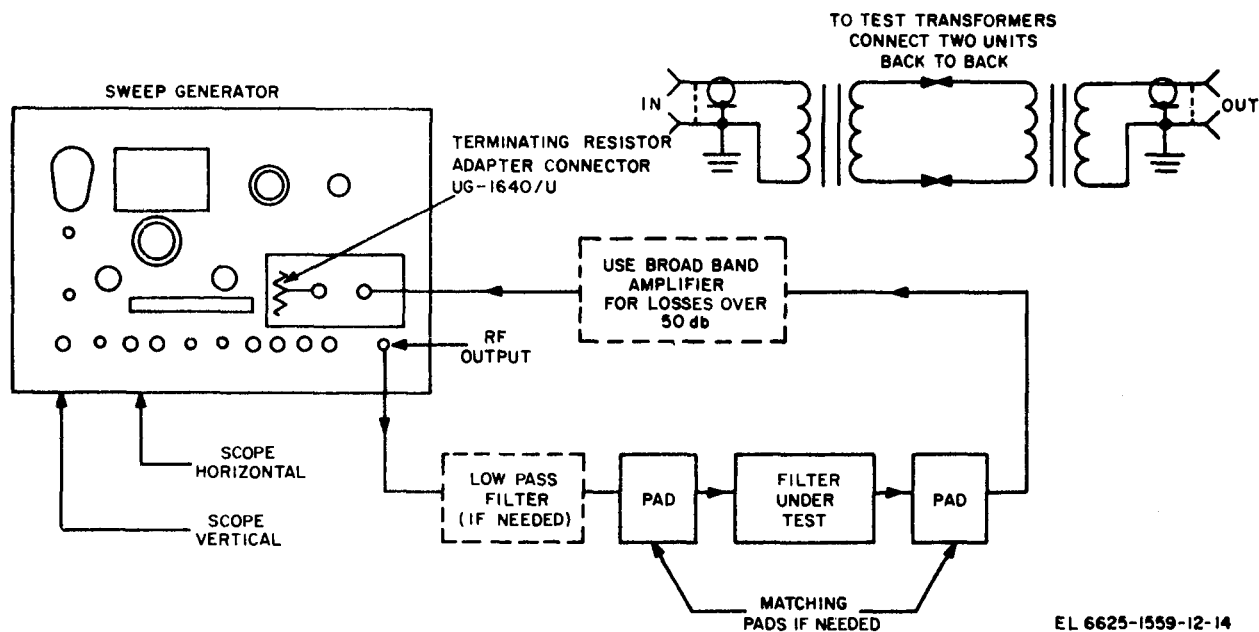 TO TEST TRANSFORMERS
CONNECT TWO UNITS
BACK TO BACK
IN
OUT
SWEEP GENERATOR
TERMINATING RESISTOR
ADAPTER CONNECTOR
UG-1640/U
USE BROAD BAND
AMPLIFIER
FOR LOSSES OVER
50 db
RF
OUTPUT
SCOPE
HORIZONTAL
SCOPE
VERTICAL
LOW PASS
FILTER
(IF NEEDED)
PAD
FILTER
UNDER
TEST
PAD
MATCHING
PADS IF NEEDED
EL 6625-1559-12-14